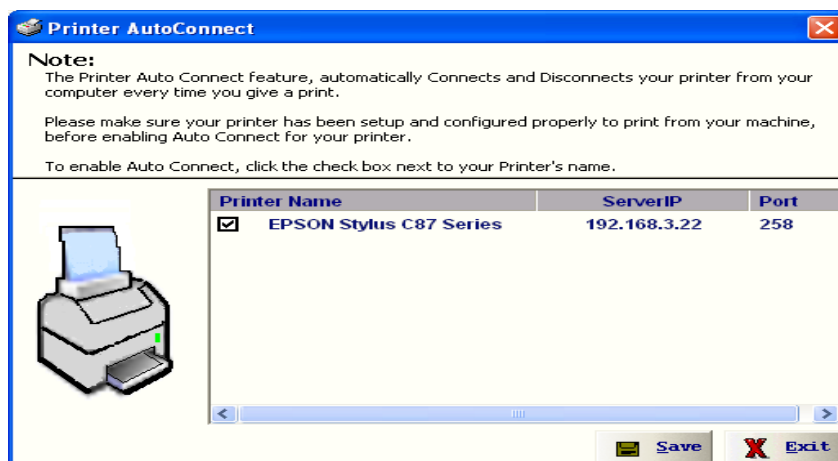 Printer AutoConnect
Note:
The Printer Auto Connect feature, automatically Connects and Disconnects your printer from your
computer every time you give a print.
Please make sure your printer has been setup and configured properly to print from your machine,
before enabling Auto Connect for your printer.
To enable Auto Connect, click the check box next to your Printer's name.
Printer Name ServerIP Port
EPSON Stylus C87 Series 192.168.3.22 258
Save Exit